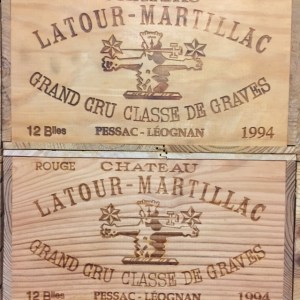 LATOUR-MARTILLAC
GRAND CRU CLASSE DE GRAVES
12 Blles PESSAC-LÉOGNAN 1994
ROUGE CHATEAU
LATOUR-MARTILLAC
GRAND CRU CLASSE DE GRAVES
12 Blles PESSAC-LÉOGNAN 1994